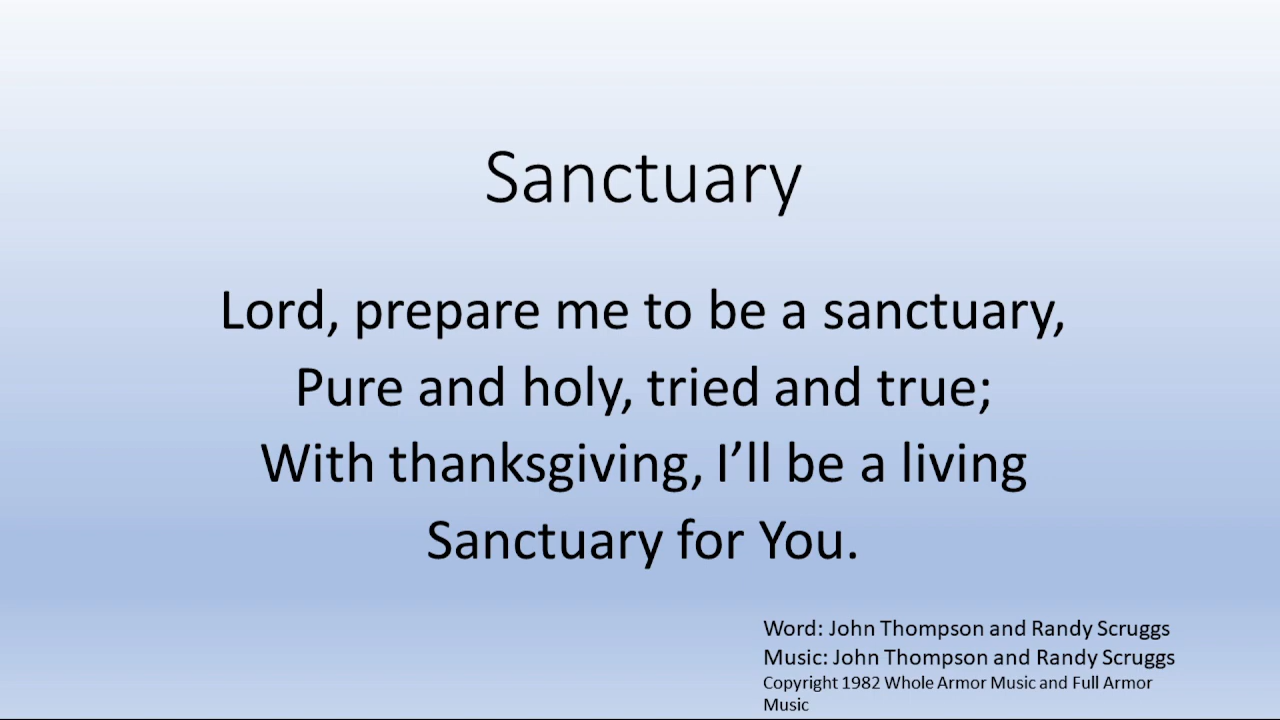 Sanctuary
Lord, prepare me to be a sanctuary,
Pure and holy, tried and true;
With thanksgiving, I’ll be a living
Sanctuary for You.
Word: John Thompson and Randy Scruggs
Music: John Thompson and Randy Scruggs
Copyright 1982 Whole Armor Music and Full Armor
Music